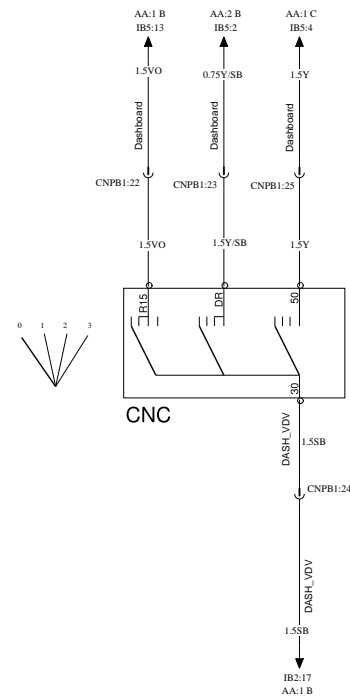 AA:1 B AA:2 B AA:1 C
IB5:13 IB5:2 IB5:4
1.5VO 0.75Y/SB 1.5Y
Dashboard Dashboard Dashboard
CNPB1:22 CNPB1:23 CNPB1:25
1.5VO 1.5Y/SB 1.5Y
R15 DR 50
0 1 2 3
30
CNC
DASH_VDV
1.5SB
CNPB1:24
DASH_VDV
1.5SB
IB2:17
AA:1 B